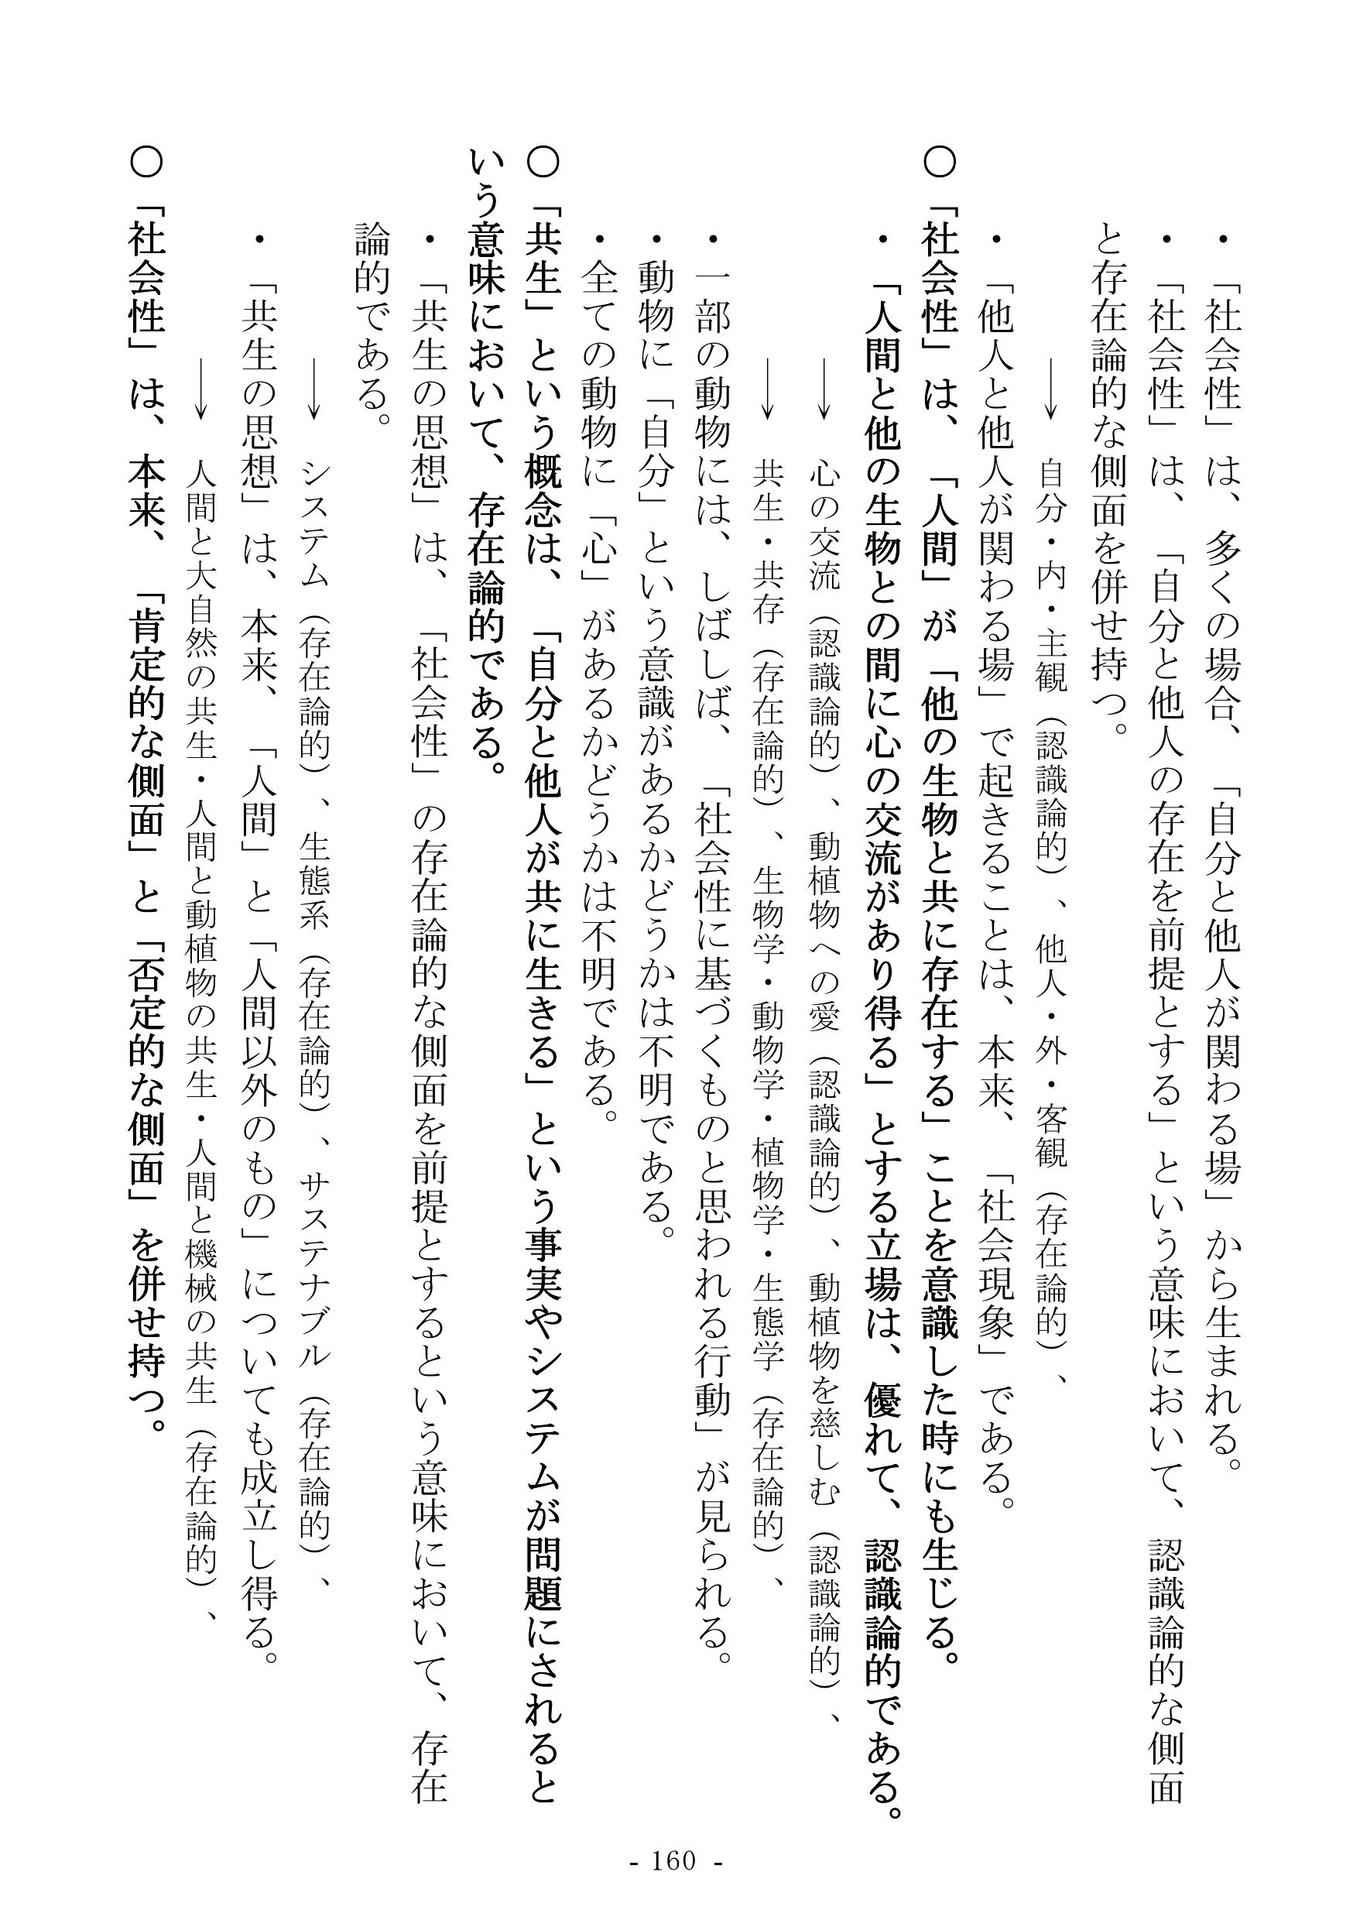 ・「社会性」は、多くの場合、「自分と他人が関わる場」から生まれる。
・「社会性」は、「自分と他人の存在を前提とする」という意味において、認識論的な側面
と存在論的な側面を併せ持つ。
→ 自分・内・主観（認識論的）、他人・外・客観（存在論的）、
・「他人と他人が関わる場」で起きることは、本来、「社会現象」である。
○「社会性」は、「人間」が「他の生物と共に存在する」ことを意識した時にも生じる。
・「人間と他の生物との間に心の交流があり得る」とする立場は、優れて、認識論的である。
→ 心の交流（認識論的）、動植物への愛（認識論的）、動植物を慈しむ（認識論的）、
→ 共生・共存（存在論的）、生物学・動物学・植物学・生態学（存在論的）、
・一部の動物には、しばしば、「社会性に基づくものと思われる行動」が見られる。
・動物に「自分」という意識があるかどうかは不明である。
・全ての動物に「心」があるかどうかは不明である。
○「共生」という概念は、「自分と他人が共に生きる」という事実やシステムが問題にされると
いう意味において、存在論的である。
・「共生の思想」は、「社会性」の存在論的な側面を前提とするという意味において、存在
論的である。
→ システム（存在論的）、生態系（存在論的）、サステナブル（存在論的）、
・「共生の思想」は、本来、「人間」と「人間以外のもの」についても成立し得る。
→ 人間と大自然の共生・人間と動植物の共生・人間と機械の共生（存在論的）、
○「社会性」は、本来、「肯定的な側面」と「否定的な側面」を併せ持つ。
- 160 -